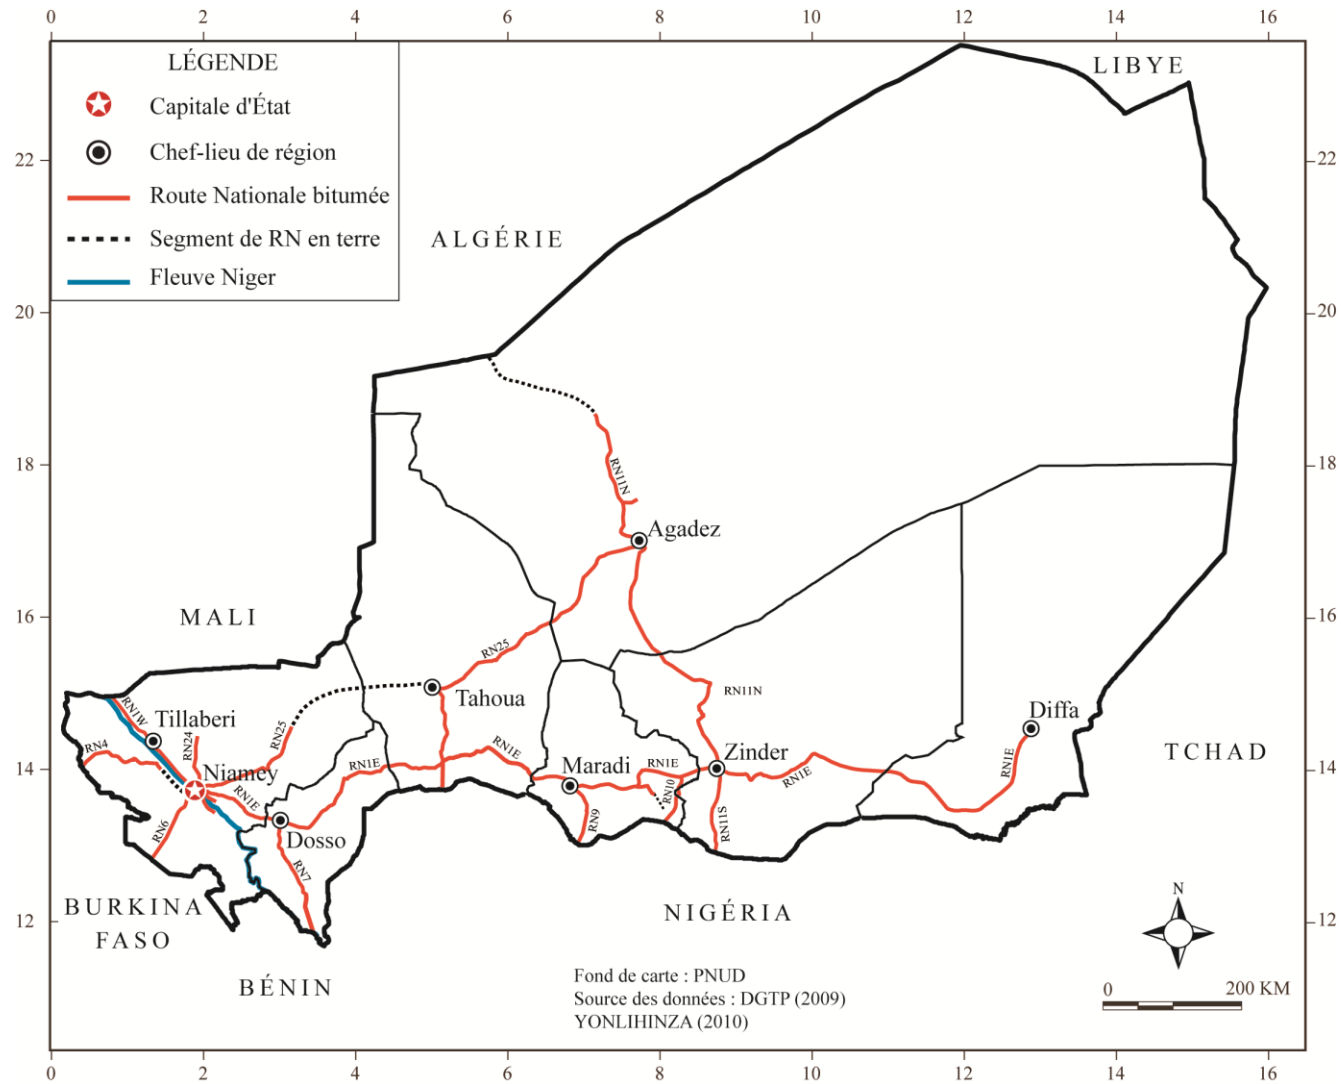 0 2 4 6 8 10 12 14 16
LÉGENDE
Capitale d'État
Chef-lieu de région
Route Nationale bitumée
Segment de RN en terre
Fleuve Niger
LIBYE
ALGÉRIE
22 22
20 20
18 18
RN11N
Agadez
16 16
MALI
RN25
Tahoua
RN11N
RN1W
Tillaberi
RN24
RN25
RN4
Diffa
TCHAD
14 14
Niamey
RN1E
RN1E
RN1E
Maradi
RN1E
RN10
Zinder
RN1E
RN1E
RN6
Dosso
RN7
RN9
RN11S
BURKINA
FASO
12 12
NIGÉRIA
N
BÉNIN
Fond de carte : PNUD
Source des données : DGTP (2009)
YONLIHINZA (2010)
0 200 KM
0 2 4 6 8 10 12 14 16